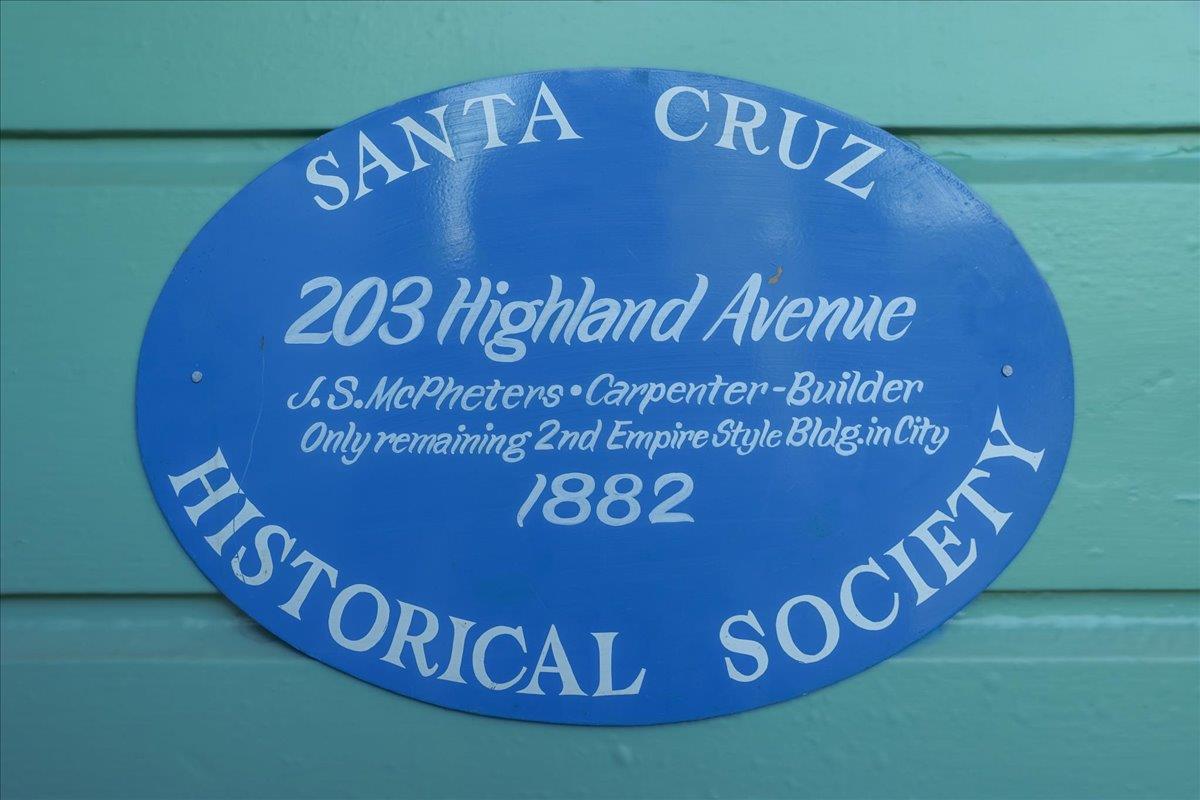 SANTA CRUZ
203 Highland Avenue
J.S. McPheters • Carpenter-Builder
Only remaining 2nd Empire Style Bldg. in City
1882
HISTORICAL SOCIETY